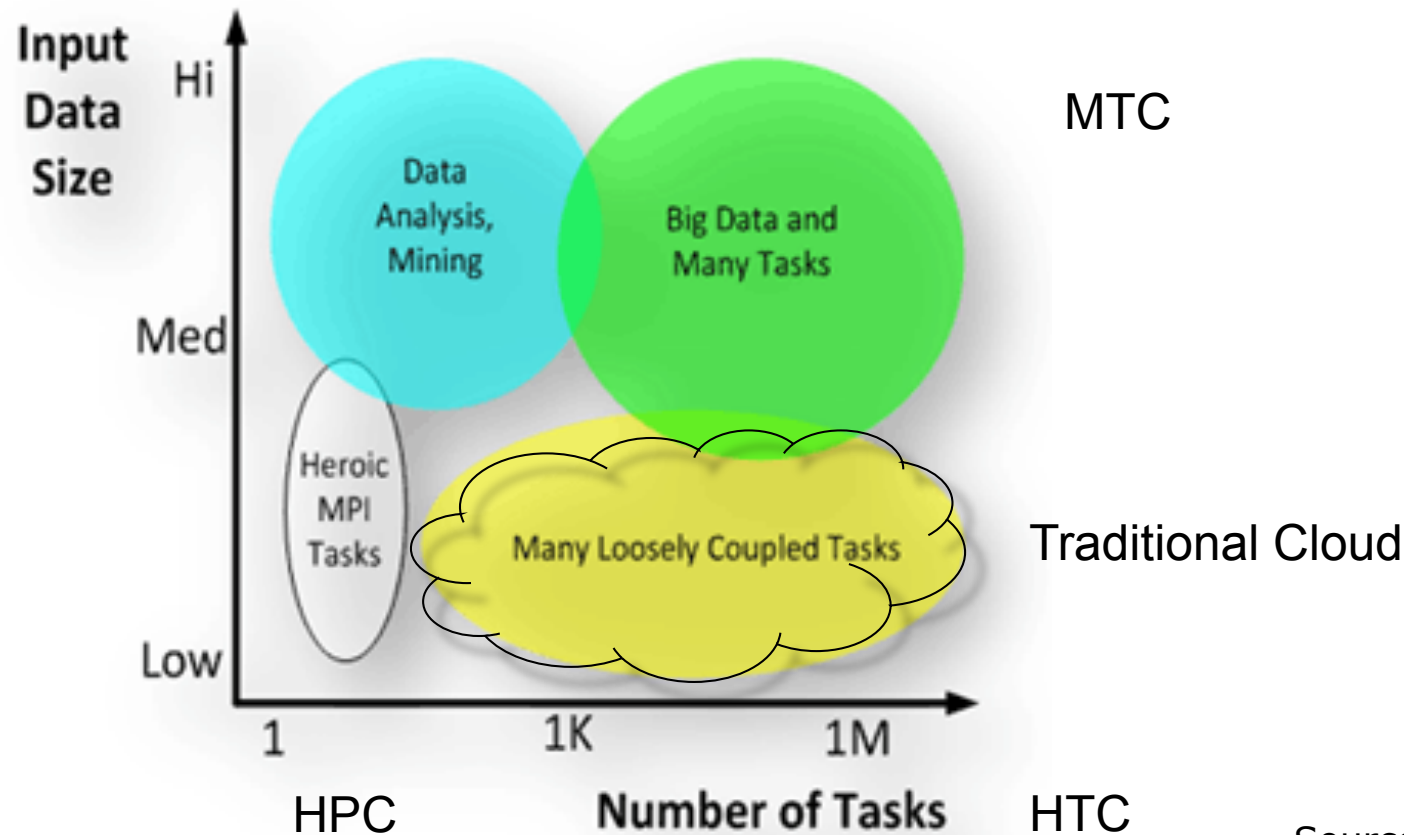 Input
Data
Size
Hi
Med
Low
Data
Analysis,
Mining
Big Data and
Many Tasks
MTC
Heroic
MPI
Tasks
Many Loosely Coupled Tasks
Traditional Cloud
1
1K
1M
HPC
Number of Tasks
HTC